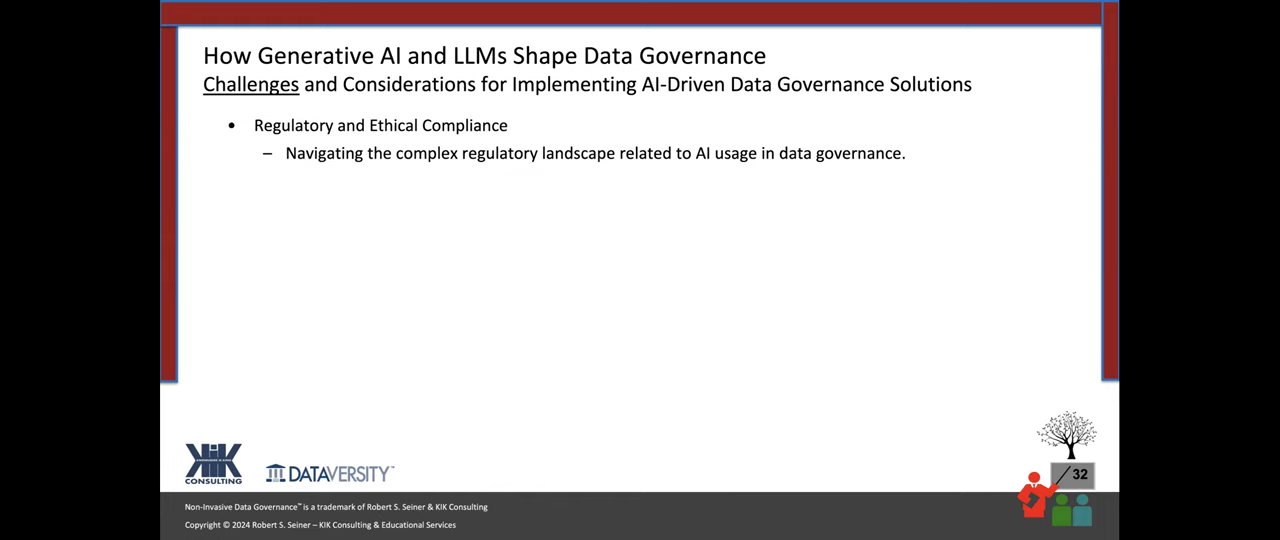 How Generative AI and LLMs Shape Data Governance
Challenges and Considerations for Implementing AI-Driven Data Governance Solutions
• Regulatory and Ethical Compliance
– Navigating the complex regulatory landscape related to AI usage in data governance.
KIK
CONSULTING
DATAVERSITY™
32
Non-Invasive Data Governance™ is a trademark of Robert S. Seiner & KIK Consulting
Copyright © 2024 Robert S. Seiner – KIK Consulting & Educational Services